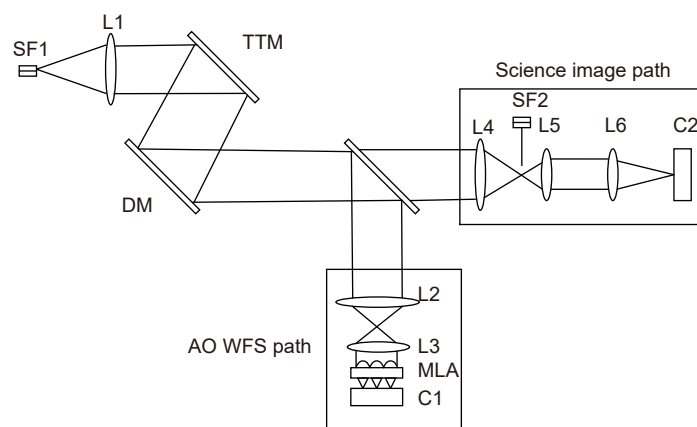 L1
SF1
TTM
Science image path
SF2
L4
L5
L6
C2
DM
L2
AO WFS path
L3
MLA
C1